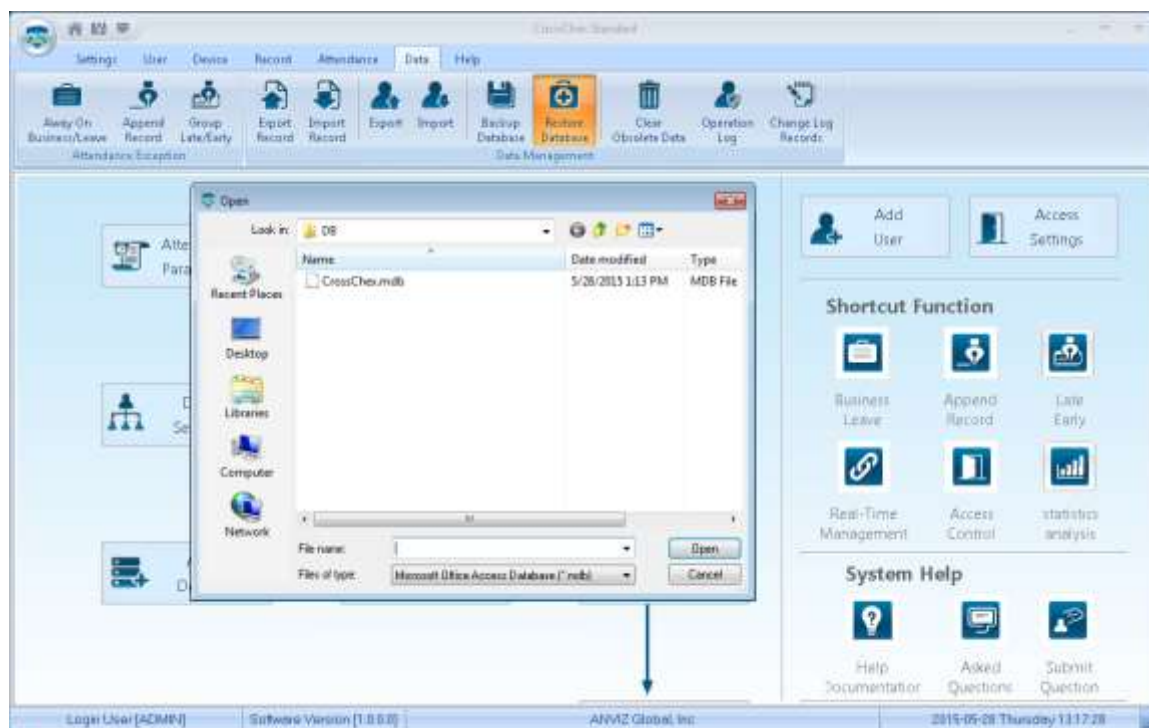 CrossChex Standard
Settings User Device Record Attendance Data Help
Away On Business/Leave
Append Record
Group Late/Early
Export Record
Import Record
Export
Import
Backup Database
Restore Database
Clear Obsolete Data
Operation Log
Change Log Records
Attendance Exception
Data Management
Open
Look in: DB
Name Date modified Type
CrossChex.mdb 5/28/2015 1:13 PM MDB File
Recent Places
Desktop
Libraries
Computer
Network
File name: Open
Files of type: Microsoft Office Access Database (*.mdb) Cancel
Atte
Para
D
Se
D
Add
User
Access
Settings
Shortcut Function
Business
Leave
Append
Record
Late
Early
Real-Time
Management
Access
Control
statistics
analysis
System Help
Help
Documentation
Asked
Questions
Submit
Question
Login User [ADMIN] Software Version [1.0.0.0] ANVIZ Global, Inc 2015-05-28 Thursday 13:17:28